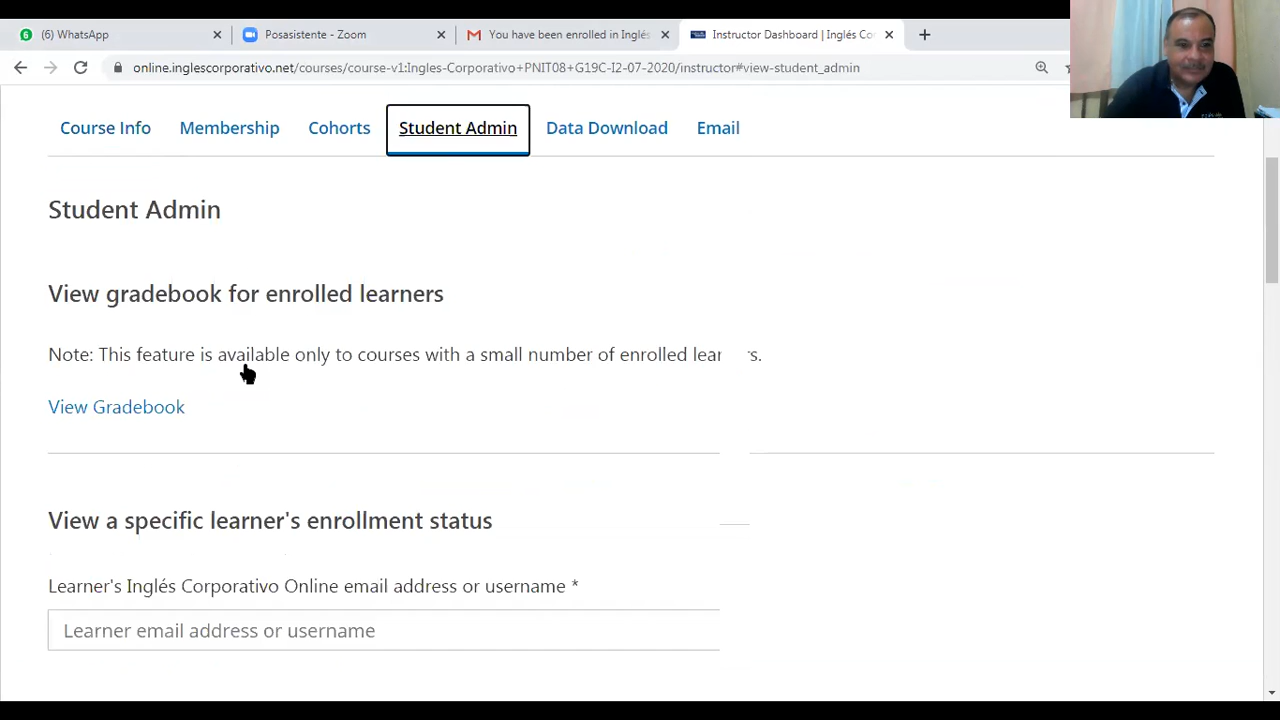 6 (6) WhatsApp
Posasistente - Zoom
You have been enrolled in Inglés
Instructor Dashboard | Inglés Co
online.inglescorporativo.net/courses/course-v1:Ingles-Corporativo+PNIT08+G19C-I2-07-2020/instructor#view-student_admin
Course Info Membership Cohorts Student Admin Data Download Email
Student Admin
View gradebook for enrolled learners
Note: This feature is available only to courses with a small number of enrolled lear s.
View Gradebook
View a specific learner's enrollment status
Learner's Inglés Corporativo Online email address or username *
Learner email address or username